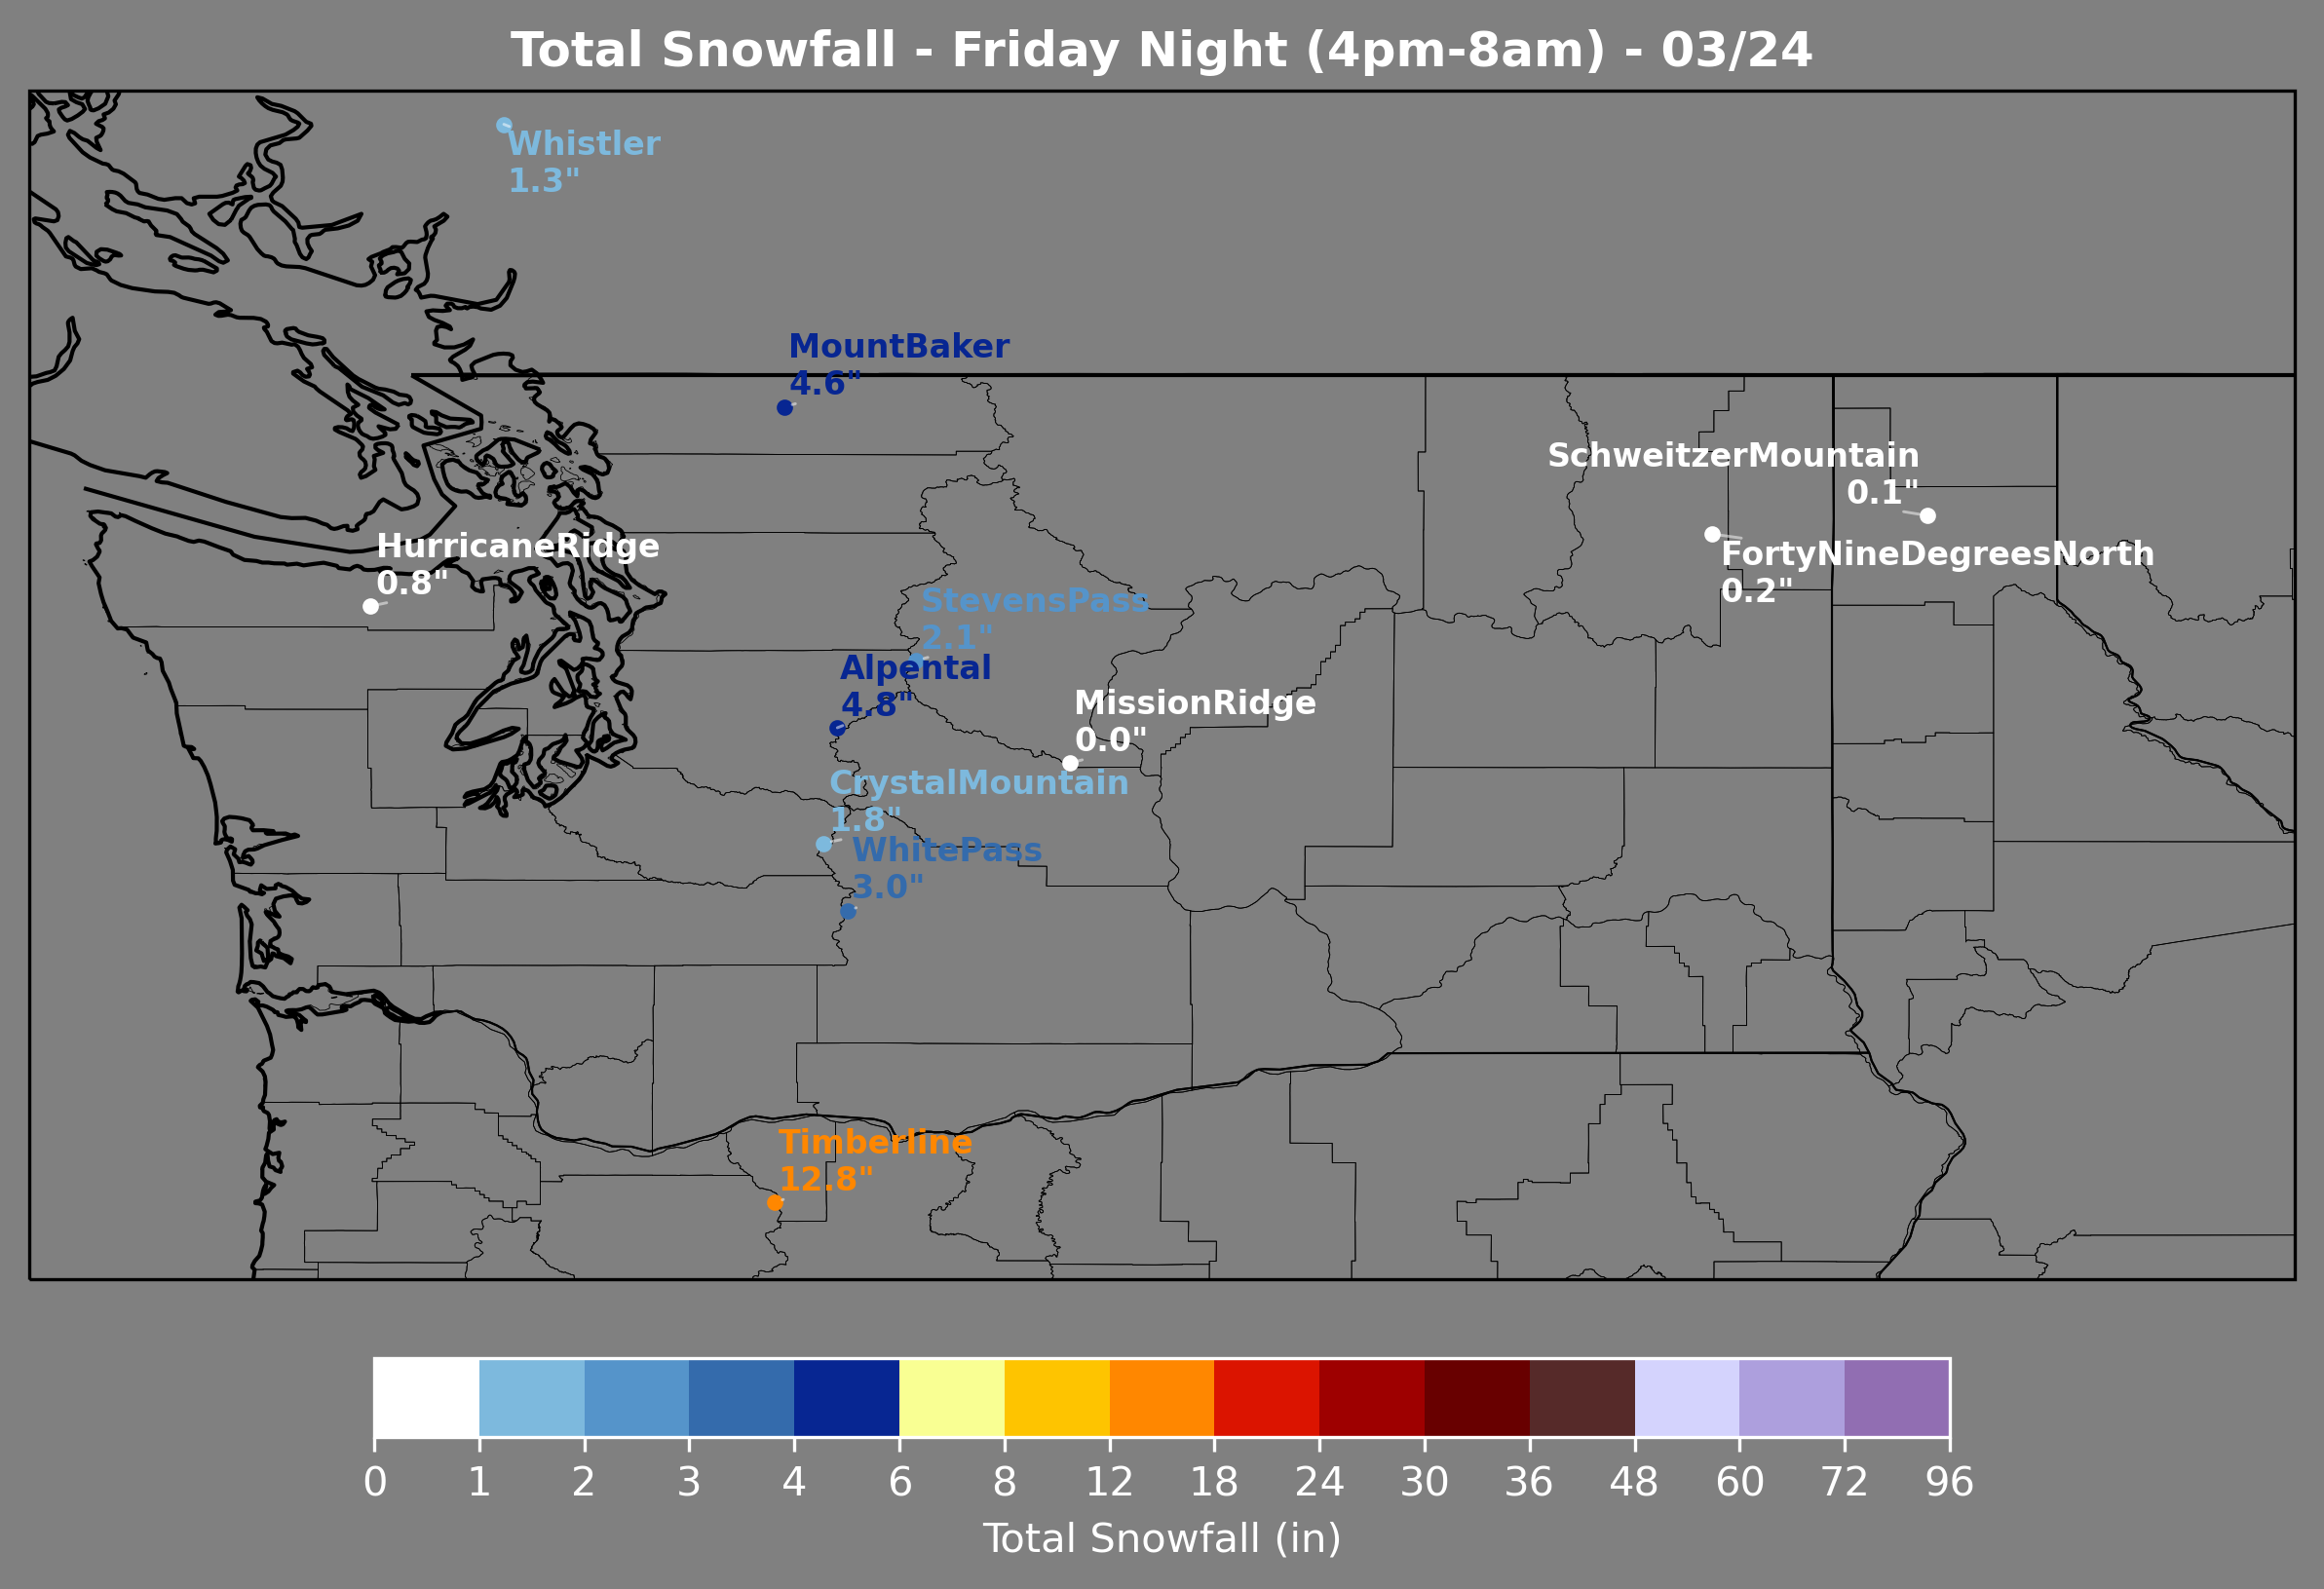 Total Snowfall - Friday Night (4pm-8am) - 03/24
Whistler
1.3"
MountBaker
4.6"
SchweitzerMountain
0.1"
HurricaneRidge
0.8"
FortyNineDegreesNorth
0.2"
StevensPass
2.1"
Alpental
4.8"
MissionRidge
0.0"
CrystalMountain
1.8"
WhitePass
3.0"
Timberline
12.8"
0 1 2 3 4 6 8 12 18 24 30 36 48 60 72 96
Total Snowfall (in)